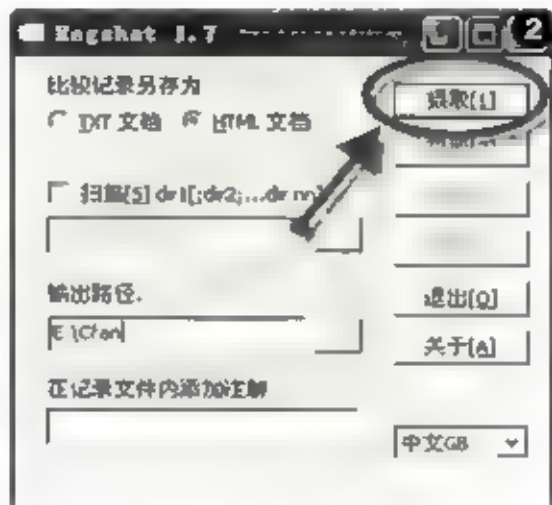 Regshot 1.7
2
比较记录另存为
TXT 文档 HTML 文档
摄取[1]
扫描[S] dir1[;dir2;...dir nn]
输出路径:
E:\Cfan
退出[Q]
关于[A]
在记录文件内添加注解
中文GB